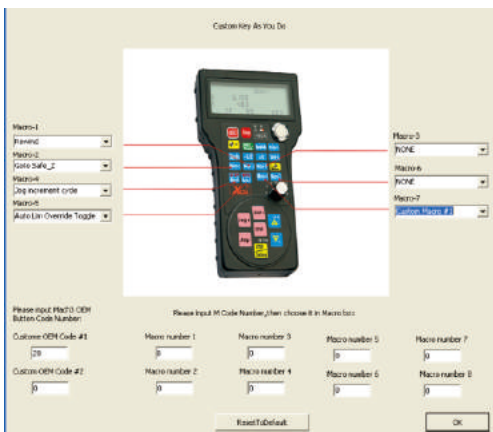 Custom Key As You Do
Macro-1
Rewind
Macro-2
Goto Safe_Z
Macro-4
Jog increment cycle
Macro-5
Auto Lim Override Toggle
Macro-3
NONE
Macro-6
NONE
Macro-7
Custom Macro #1
Please input Mach3 OEM
Button Code Number:
Please Input M Code Number,then choose it in Macro box
Custome OEM Code #1
Macro number 1
Macro number 3
Macro number 5
Macro number 7
20
8
0
0
0
Custom OEM Code #2
Macro number 2
Macro number 4
Macro number 6
Macro number 8
0
0
0
0
0
ResetToDefault
OK